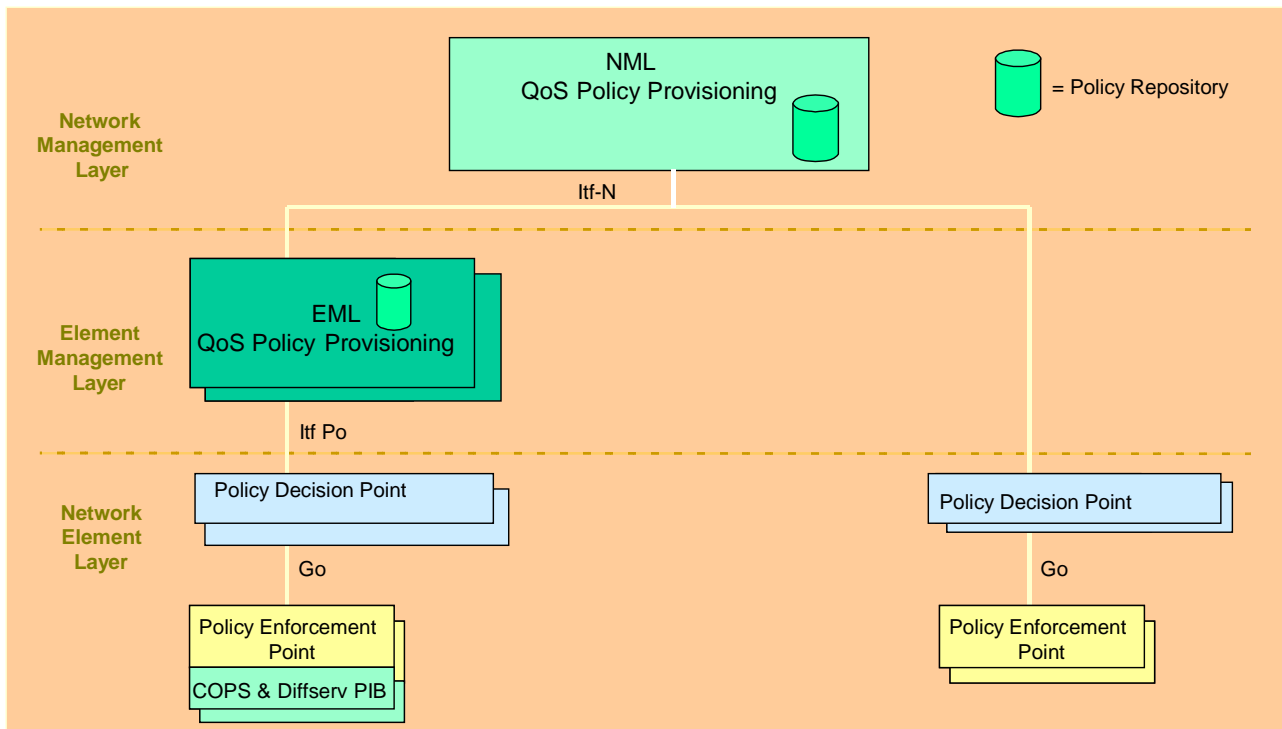 NML
QoS Policy Provisioning
= Policy Repository
Network
Management
Layer
Itf-N
EML
QoS Policy Provisioning
Element
Management
Layer
Itf Po
Policy Decision Point
Policy Decision Point
Network
Element
Layer
Go
Go
Policy Enforcement
Point
COPS & Diffserv PIB
Policy Enforcement
Point